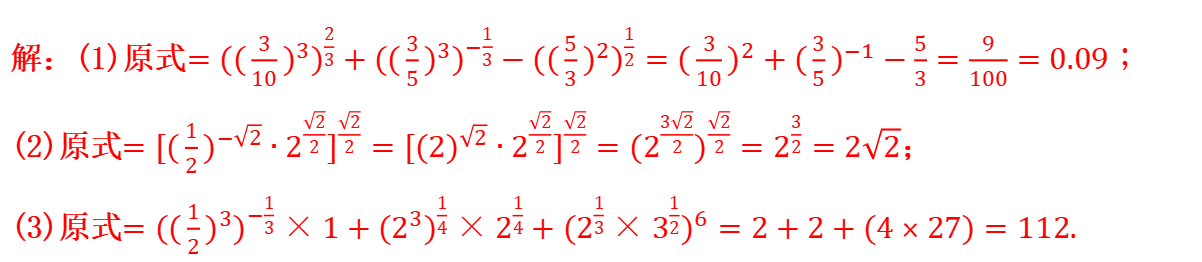 解：(1)原式= ((3/10)³)^(2/3) + ((3/5)³)^(−1/3) − ((5/3)²)^(1/2) = (3/10)² + (3/5)^(−1) − 5/3 = 9/100 = 0.09；
(2)原式= [(1/2)^(−√2) · 2^(√2/2)]^(√2/2) = [(2)^(√2) · 2^(√2/2)]^(√2/2) = (2^(3√2/2))^(√2/2) = 2^(3/2) = 2√2；
(3)原式= ((1/2)³)^(−1/3) × 1 + (2³)^(1/4) × 2^(1/4) + (2^(1/3) × 3^(1/2))⁶ = 2 + 2 + (4 × 27) = 112.